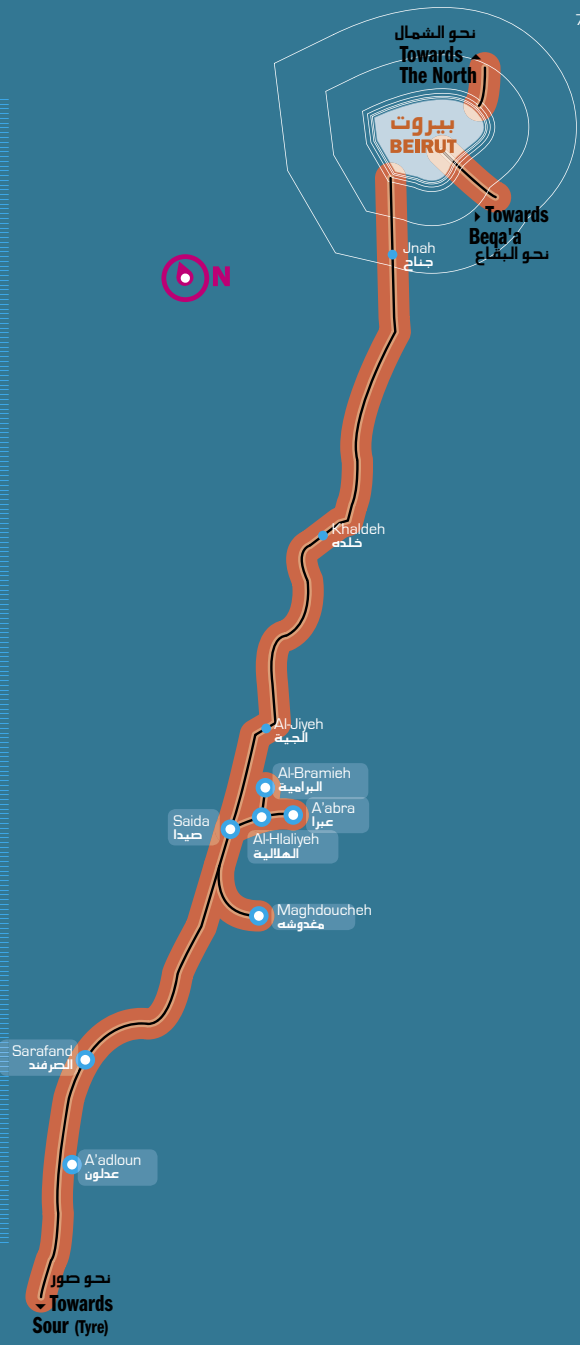 7
نحو الشمال
Towards
The North
بيروت
BEIRUT
Towards
Beqa'a
نحو البقاع
Jnah
جناح
N
Khaldeh
خلده
Al-Jiyeh
الجية
Al-Bramieh
البرامية
A'abra
عبرا
Saida
صيدا
Al-Hlaliyeh
الهلالية
Maghdoucheh
مغدوشه
Sarafand
الصرفند
A'adloun
عدلون
نحو صور
Towards
Sour (Tyre)